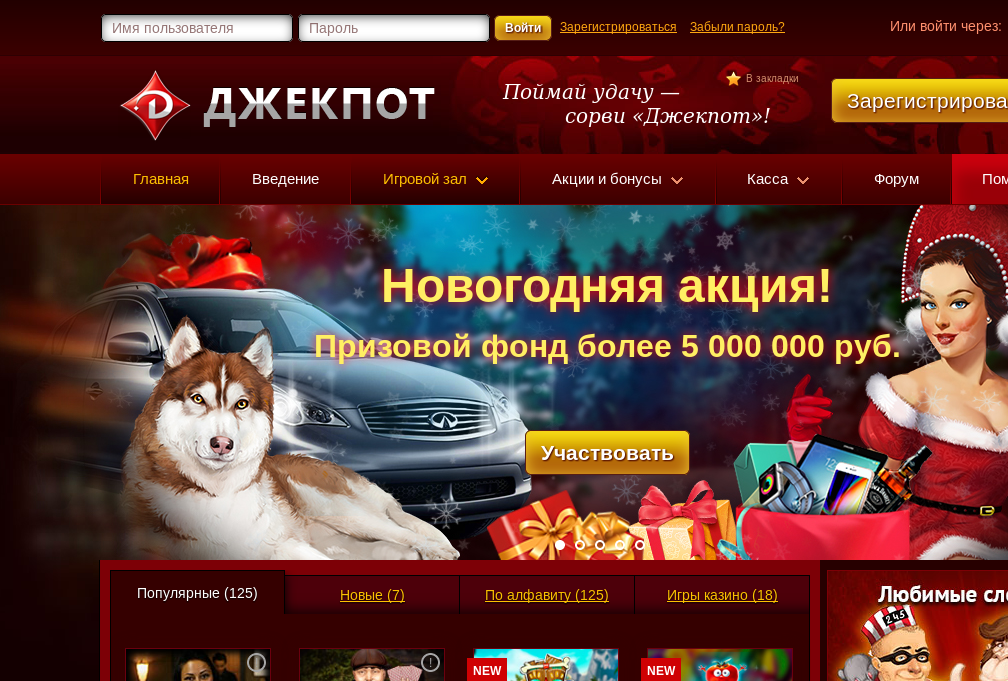 Имя пользователя
Пароль
Войти
Зарегистрироваться
Забыли пароль?
Или войти через:
ДЖЕКПОТ
Поймай удачу —
сорви «Джекпот»!
В закладки
Зарегистрирова
Главная
Введение
Игровой зал
Акции и бонусы
Касса
Форум
Пом
Новогодняя акция!
Призовой фонд более 5 000 000 руб.
Участвовать
Популярные (125)
Новые (7)
По алфавиту (125)
Игры казино (18)
Любимые сло
245
NEW
NEW